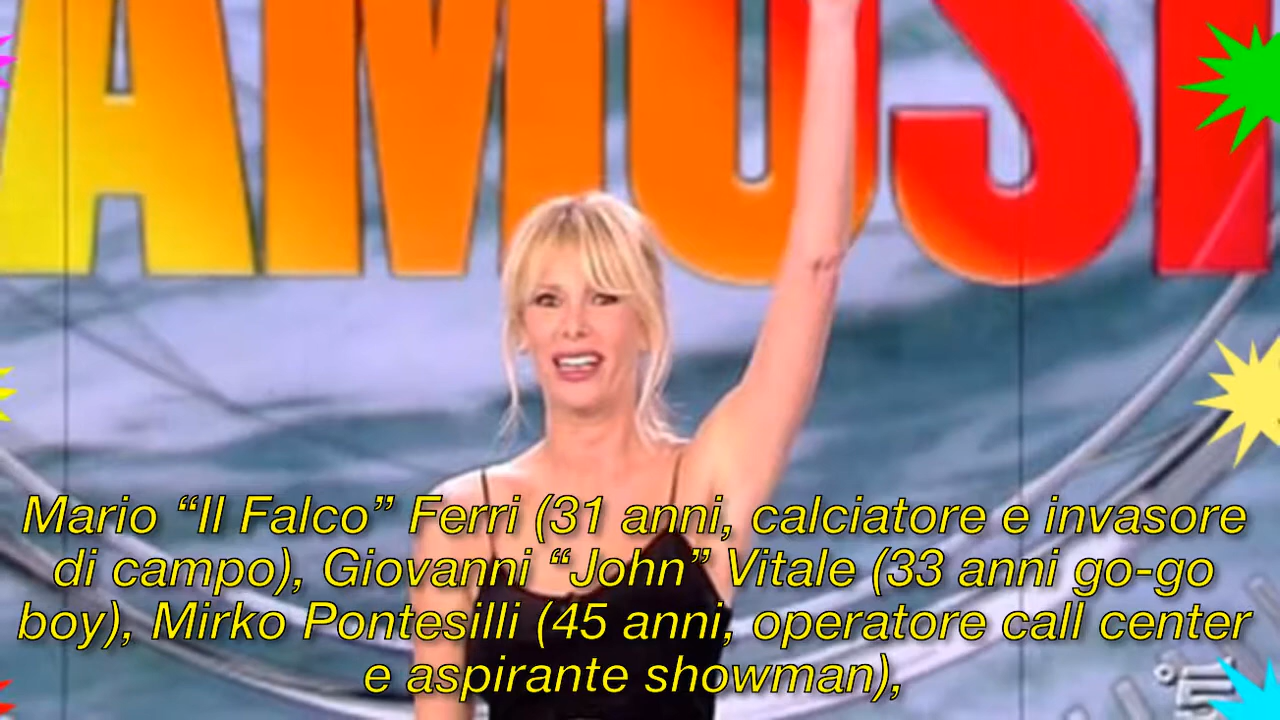 AMOSI
Mario “Il Falco” Ferri (31 anni, calciatore e invasore
di campo), Giovanni “John” Vitale (33 anni go-go
boy), Mirko Pontesilli (45 anni, operatore call center
e aspirante showman),